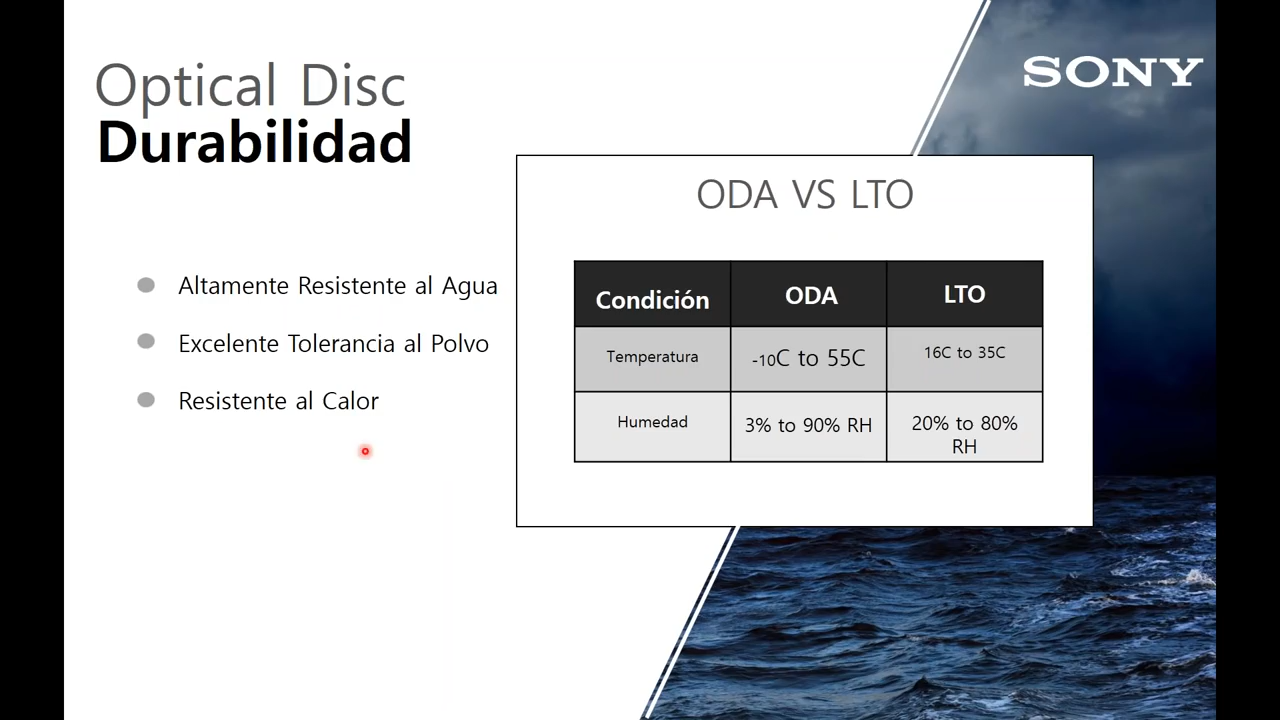 Optical Disc
Durabilidad
SONY
Altamente Resistente al Agua
Excelente Tolerancia al Polvo
Resistente al Calor
ODA VS LTO
Condición ODA LTO
Temperatura -10C to 55C 16C to 35C
Humedad 3% to 90% RH 20% to 80%
RH